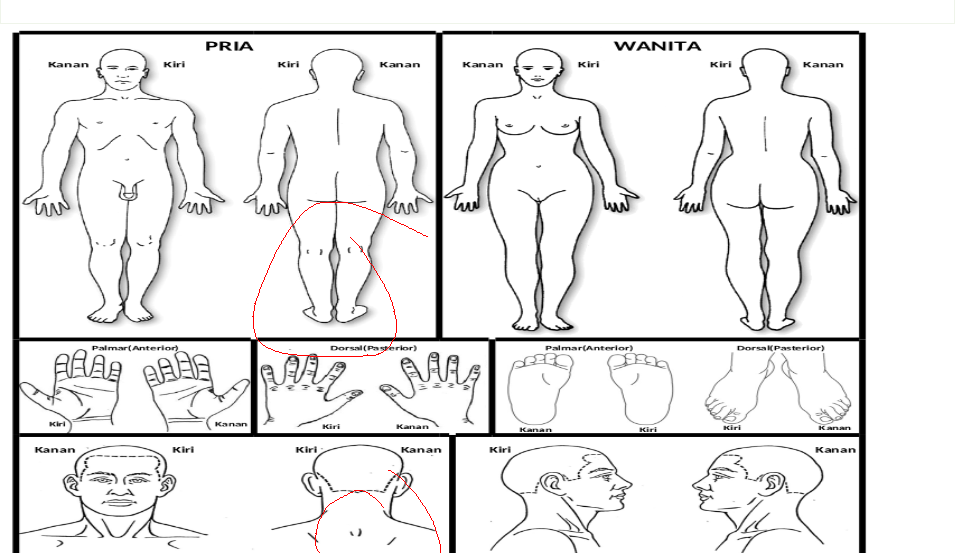 PRIA
Kanan Kiri Kiri Kanan
WANITA
Kanan Kiri Kiri Kanan
Palmar(Anterior)
Kiri Kanan
Dorsal(Pasterior)
Kiri Kanan
Palmar(Anterior)
Kanan Kiri
Dorsal(Pasterior)
Kiri Kanan
Kanan Kiri Kiri Kanan
Kiri Kanan